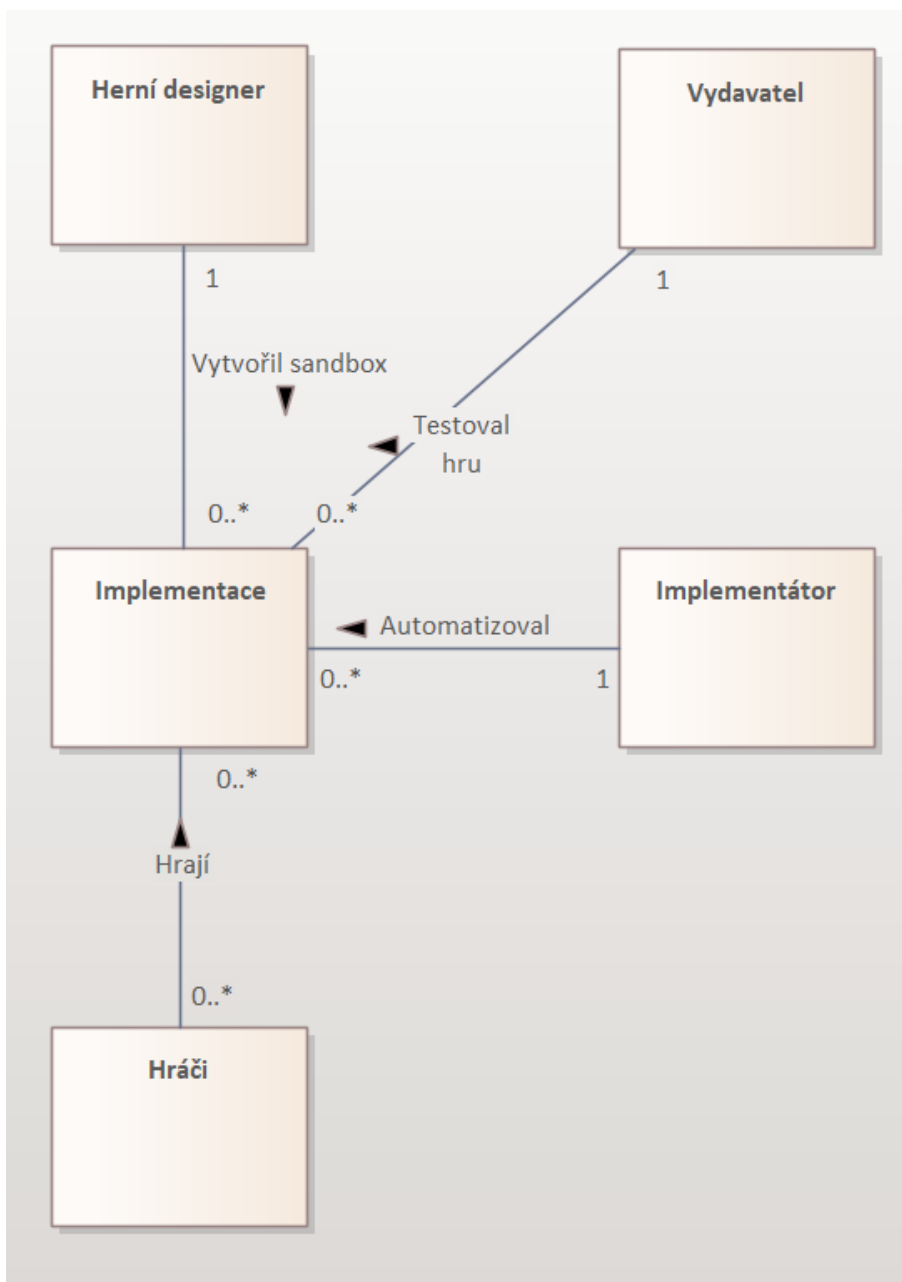 Herní designer
Vydavatel
1
1
Vytvořil sandbox
Testoval
hru
0..*
0..*
Implementace
Implementátor
Automatizoval
0..*
1
0..*
Hrají
0..*
Hráči